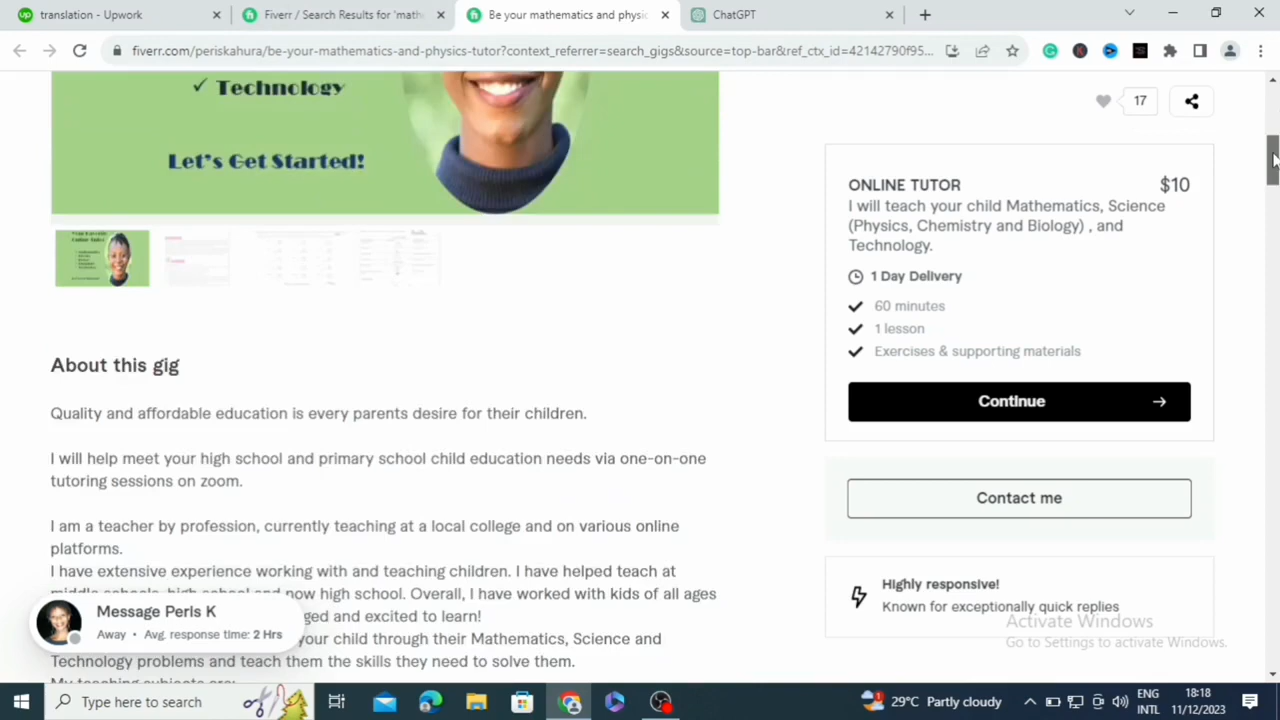 translation - Upwork
Fiverr / Search Results for 'mathe
Be your mathematics and physic
ChatGPT
fiverr.com/periskahura/be-your-mathematics-and-physics-tutor?context_referrer=search_gigs&source=top-bar&ref_ctx_id=42142790f95...
✓ Technology
Let's Get Started!
17
ONLINE TUTOR
$10
I will teach your child Mathematics, Science
(Physics, Chemistry and Biology) , and
Technology.
1 Day Delivery
60 minutes
1 lesson
Exercises & supporting materials
Continue
Contact me
Highly responsive!
Known for exceptionally quick replies
About this gig
Quality and affordable education is every parents desire for their children.
I will help meet your high school and primary school child education needs via one-on-one
tutoring sessions on zoom.
I am a teacher by profession, currently teaching at a local college and on various online
platforms.
I have extensive experience working with and teaching children. I have helped teach at
middle schools, high school and now high school. Overall, I have worked with kids of all ages
ged and excited to learn!
your child through their Mathematics, Science and
Technology problems and teach them the skills they need to solve them.
Message Peris K
Away • Avg. response time: 2 Hrs
Activate Windows
Go to Settings to activate Windows.
Type here to search
29°C Partly cloudy
ENG
INTL
18:18
11/12/2023